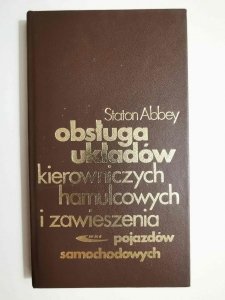 Staton Abbey
obsługa
układów
kierowniczych
hamulcowych
i zawieszenia
pojazdów
samochodowych